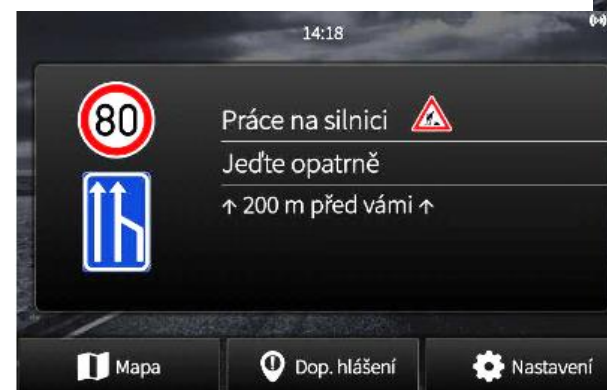 14:18
80
Práce na silnici
Jeďte opatrně
↑ 200 m před vámi ↑
Mapa
Dop. hlášení
Nastavení